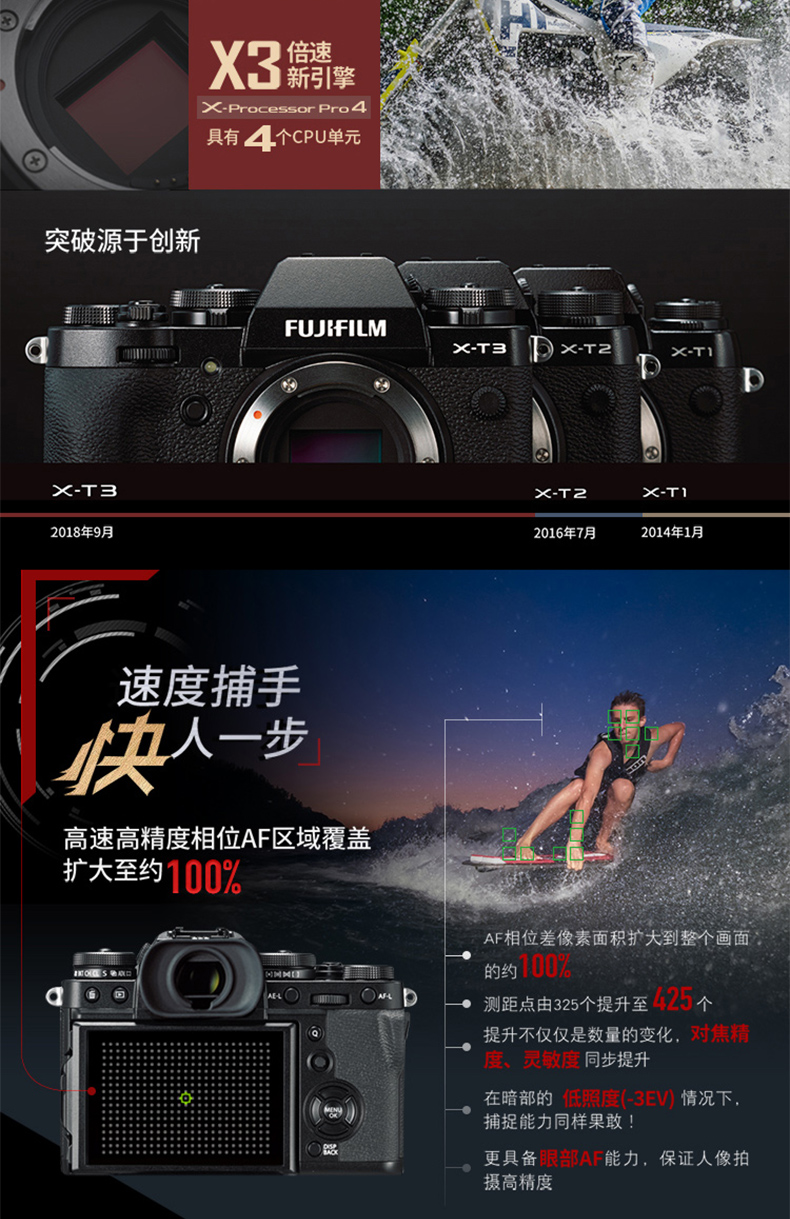 X3倍速
新引擎
X-Processor Pro 4
具有4个CPU单元
突破源于创新
FUJIFILM
X-T3
X-T2
X-T1
X-T3
X-T2
X-T1
2018年9月
2016年7月
2014年1月
速度捕手
快人一步
高速高精度相位AF区域覆盖
扩大至约100%
AE-L
AF-L
Q
MENU
OK
DISP
BACK
AF相位差像素面积扩大到整个画面
的约100%
测距点由325个提升至425个
提升不仅仅是数量的变化，对焦精
度、灵敏度同步提升
在暗部的 低照度(-3EV) 情况下，
捕捉能力同样果敢！
更具备眼部AF能力，保证人像拍
摄高精度